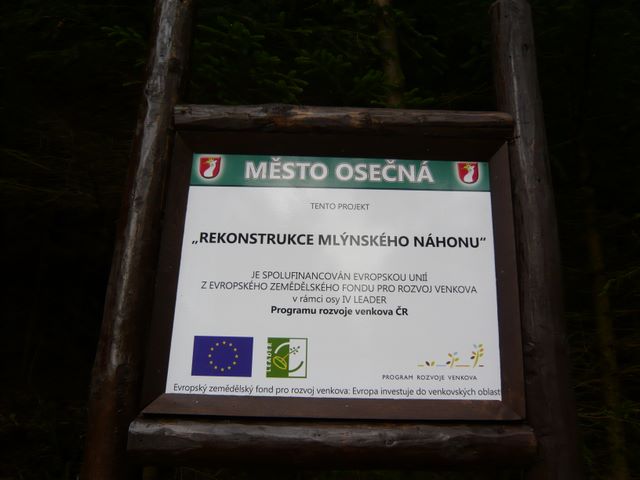 MĚSTO OSEČNÁ
TENTO PROJEKT
„REKONSTRUKCE MLÝNSKÉHO NÁHONU“
JE SPOLUFINANCOVÁN EVROPSKOU UNIÍ
Z EVROPSKÉHO ZEMĚDĚLSKÉHO FONDU PRO ROZVOJ VENKOVA
v rámci osy IV LEADER
Programu rozvoje venkova ČR
LEADER
PROGRAM ROZVOJE VENKOVA
Evropský zemědělský fond pro rozvoj venkova: Evropa investuje do venkovských oblast